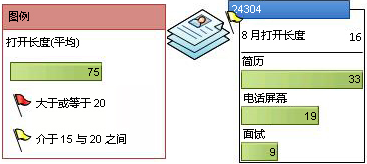 图例
打开长度(平均)
75
大于或等于 20
介于 15 与 20 之间
24304
8 月打开长度 16
简历
33
电话屏幕
19
面试
9